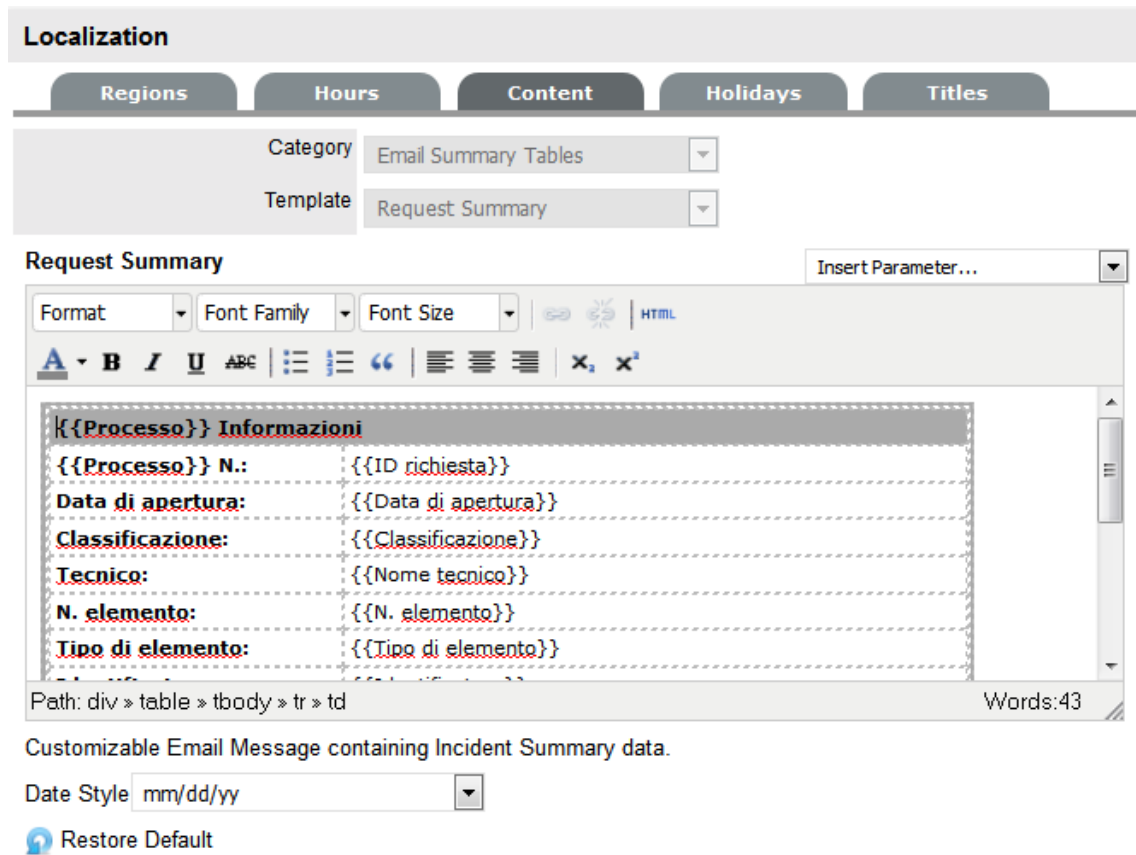 Localization
Regions Hours Content Holidays Titles
Category Email Summary Tables
Template Request Summary
Request Summary Insert Parameter...
Format Font Family Font Size HTML
A B I U ABC 
{{Processo}} Informazioni
{{Processo}} N.: {{ID richiesta}}
Data di apertura: {{Data di apertura}}
Classificazione: {{Classificazione}}
Tecnico: {{Nome tecnico}}
N. elemento: {{N. elemento}}
Tipo di elemento: {{Tipo di elemento}}
Path: div » table » tbody » tr » td Words:43
Customizable Email Message containing Incident Summary data.
Date Style mm/dd/yy
Restore Default